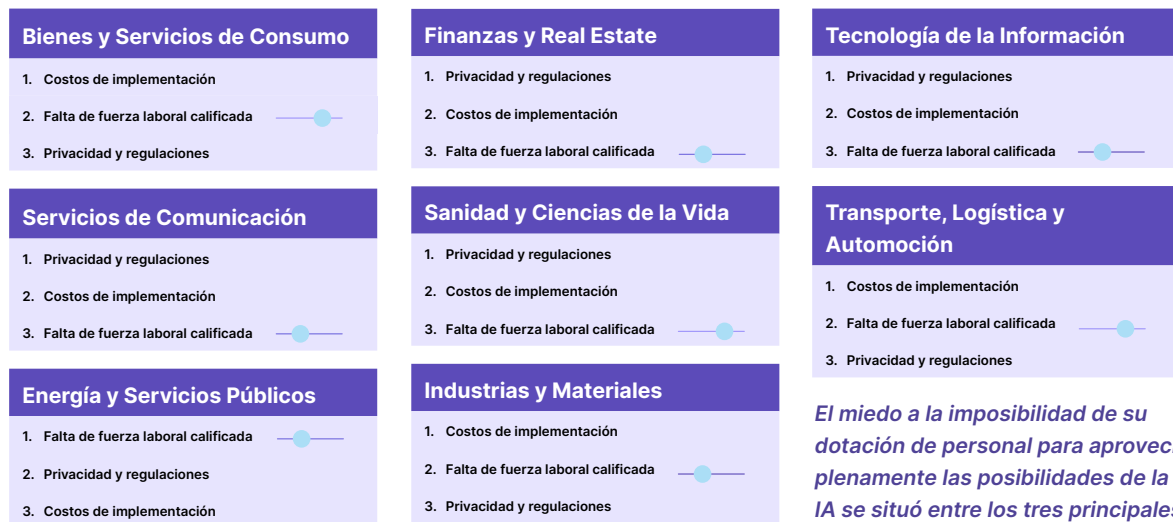 Bienes y Servicios de Consumo
1. Costos de implementación
2. Falta de fuerza laboral calificada
3. Privacidad y regulaciones
Servicios de Comunicación
1. Privacidad y regulaciones
2. Costos de implementación
3. Falta de fuerza laboral calificada
Energía y Servicios Públicos
1. Falta de fuerza laboral calificada
2. Privacidad y regulaciones
3. Costos de implementación
Finanzas y Real Estate
1. Privacidad y regulaciones
2. Costos de implementación
3. Falta de fuerza laboral calificada
Sanidad y Ciencias de la Vida
1. Privacidad y regulaciones
2. Costos de implementación
3. Falta de fuerza laboral calificada
Industrias y Materiales
1. Costos de implementación
2. Falta de fuerza laboral calificada
3. Privacidad y regulaciones
Tecnología de la Información
1. Privacidad y regulaciones
2. Costos de implementación
3. Falta de fuerza laboral calificada
Transporte, Logística y
Automoción
1. Costos de implementación
2. Falta de fuerza laboral calificada
3. Privacidad y regulaciones
El miedo a la imposibilidad de su
dotación de personal para
plenamente las posibilidades de la
IA se situó entre los tres